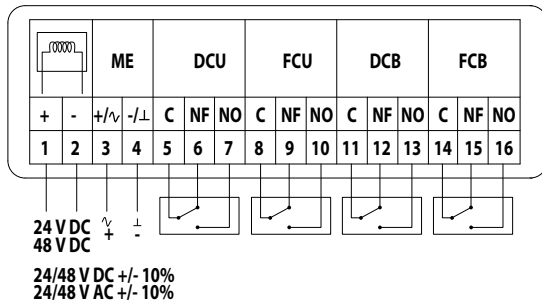 ME DCU FCU DCB FCB
+ - +/∿ -/⊥ C NF NO C NF NO C NF NO C NF NO
1 2 3 4 5 6 7 8 9 10 11 12 13 14 15 16
24 V DC ∿ ⊥
48 V DC + -
24/48 V DC +/- 10%
24/48 V AC +/- 10%